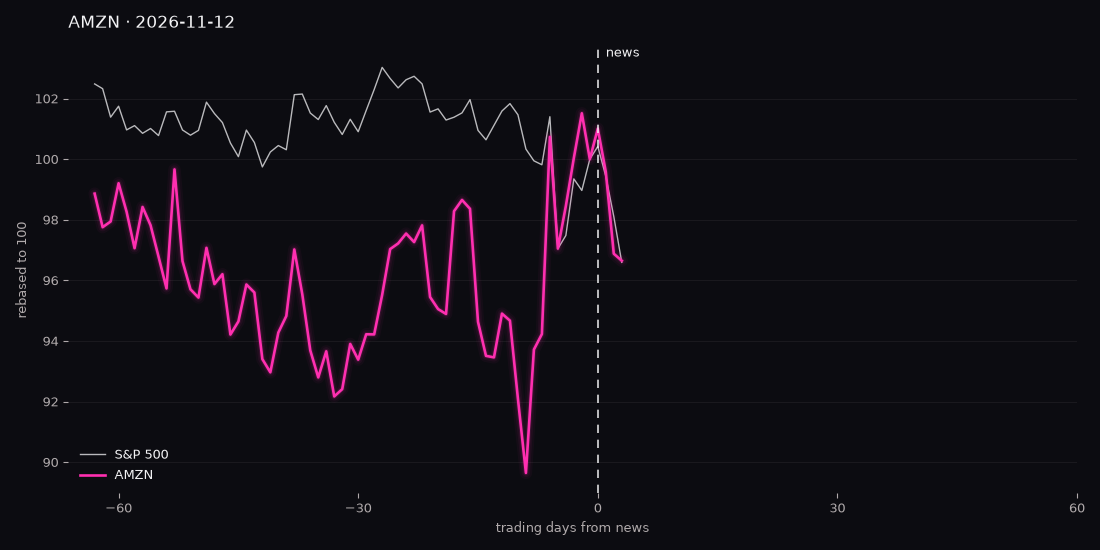 AMZN · 2026-11-12
news
rebased to 100
102
100
98
96
94
92
90
S&P 500
AMZN
−60
−30
0
30
60
trading days from news